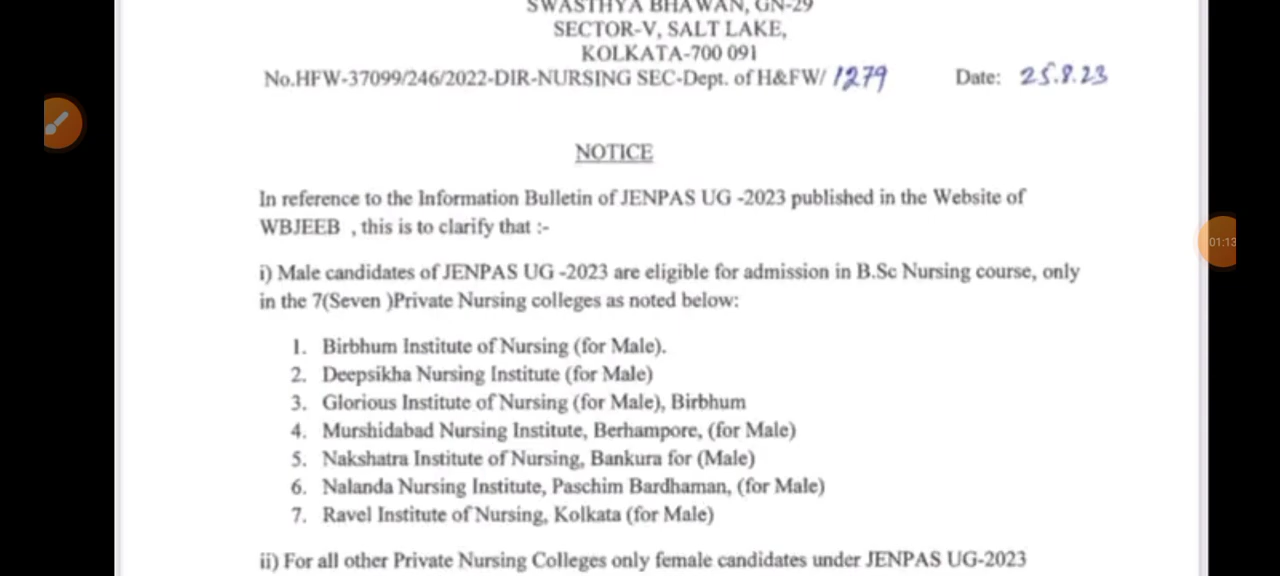 SWASTHYA BHAWAN, GN-29
SECTOR-V, SALT LAKE,
KOLKATA-700 091
No.HFW-37099/246/2022-DIR-NURSING SEC-Dept. of H&FW/ 1279 Date: 25.8.23
NOTICE
In reference to the Information Bulletin of JENPAS UG -2023 published in the Website of
WBJEEB , this is to clarify that :-
i) Male candidates of JENPAS UG -2023 are eligible for admission in B.Sc Nursing course, only
in the 7(Seven )Private Nursing colleges as noted below:
1. Birbhum Institute of Nursing (for Male).
2. Deepsikha Nursing Institute (for Male)
3. Glorious Institute of Nursing (for Male), Birbhum
4. Murshidabad Nursing Institute, Berhampore, (for Male)
5. Nakshatra Institute of Nursing, Bankura for (Male)
6. Nalanda Nursing Institute, Paschim Bardhaman, (for Male)
7. Ravel Institute of Nursing, Kolkata (for Male)
ii) For all other Private Nursing Colleges only female candidates under JENPAS UG-2023
01:13